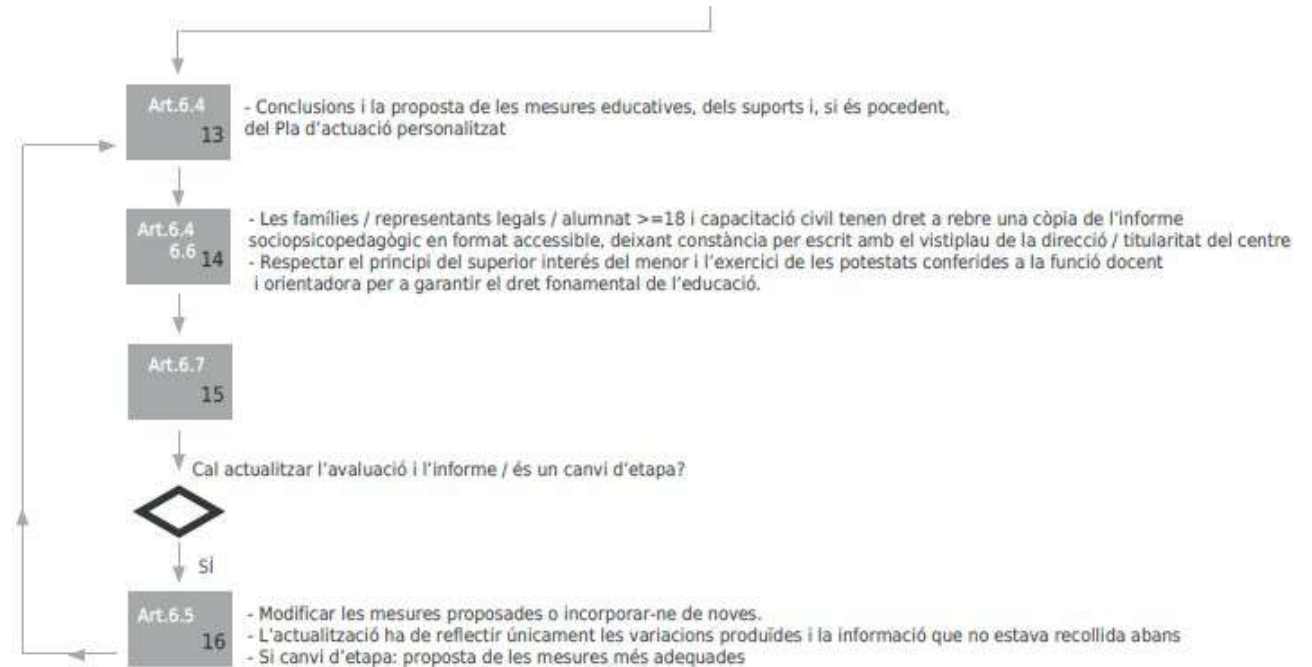 Art.6.4
13
- Conclusions i la proposta de les mesures educatives, dels suports i, si és pocedent,
del Pla d'actuació personalitzat
Art.6.4
6.6 14
- Les famílies / representants legals / alumnat >=18 i capacitació civil tenen dret a rebre una còpia de l'informe
sociopsicopedagògic en format accessible, deixant constància per escrit amb el vistiplau de la direcció / titularitat del centre
- Respectar el principi del superior interés del menor i l'exercici de les potestats conferides a la funció docent
i orientadora per a garantir el dret fonamental de l'educació.
Art.6.7
15
Cal actualitzar l'avaluació i l'informe / és un canvi d'etapa?
SÍ
Art.6.5
16
- Modificar les mesures proposades o incorporar-ne de noves.
- L'actualització ha de reflectir únicament les variacions produïdes i la informació que no estava recollida abans
- Si canvi d'etapa: proposta de les mesures més adequades